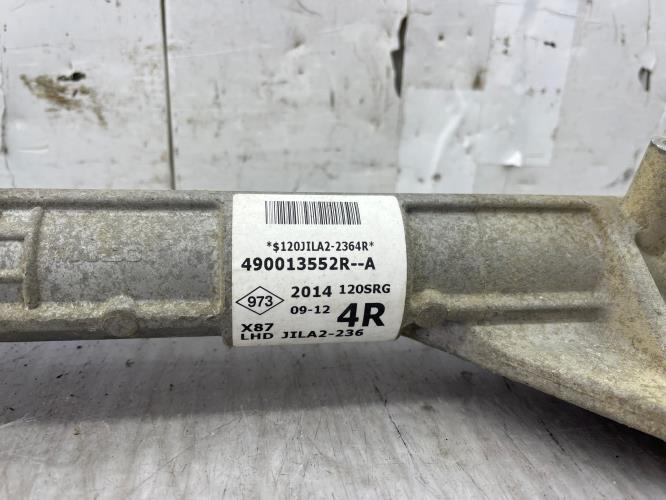 *$120JILA2-2364R*
490013552R--A
973 2014 120SRG
09-12 4R
X87
LHD JILA2-236